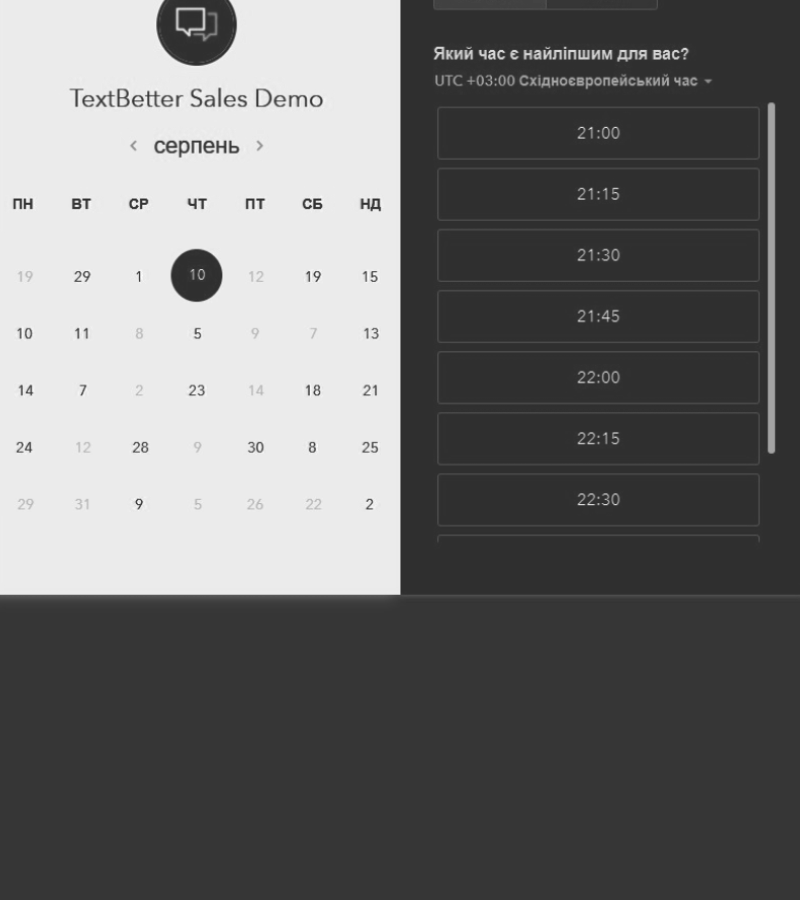 TextBetter Sales Demo
серпень
ПН ВТ СР ЧТ ПТ СБ НД
19 29 1 10 12 19 15
10 11 8 5 9 7 13
14 7 2 23 14 18 21
24 12 28 9 30 8 25
29 31 9 5 26 22 2
Який час є найліпшим для вас?
UTC +03:00 Східноєвропейський час
21:00
21:15
21:30
21:45
22:00
22:15
22:30